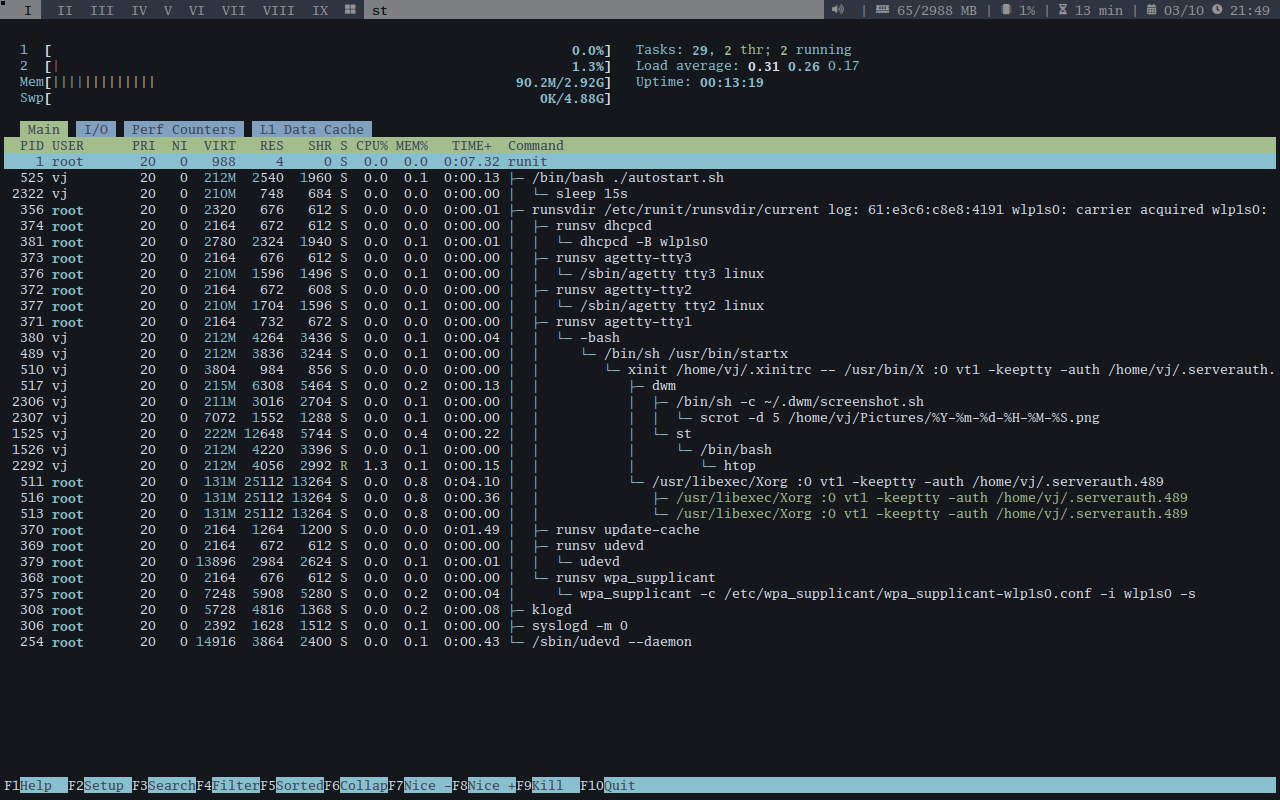 I II III IV V VI VII VIII IX st | 65/2988 MB | 1% | 13 min | 03/10 21:49
1 [ 0.0%] Tasks: 29, 2 thr; 2 running
2 [| 1.3%] Load average: 0.31 0.26 0.17
Mem[||||||||||||| 90.2M/2.92G] Uptime: 00:13:19
Swp[ 0K/4.88G]
Main I/O Perf Counters L1 Data Cache
PID USER PRI NI VIRT RES SHR S CPU% MEM% TIME+ Command
1 root 20 0 988 4 0 S 0.0 0.0 0:07.32 runit
525 vj 20 0 212M 2540 1960 S 0.0 0.1 0:00.13 ├─ /bin/bash ./autostart.sh
2322 vj 20 0 210M 748 684 S 0.0 0.0 0:00.00 │ └─ sleep 15s
356 root 20 0 2320 676 612 S 0.0 0.0 0:00.01 ├─ runsvdir /etc/runit/runsvdir/current log: 61:e3c6:c8e8:4191 wlp1s0: carrier acquired wlp1s0:
374 root 20 0 2164 672 612 S 0.0 0.0 0:00.00 │ ├─ runsv dhcpcd
381 root 20 0 2780 2324 1940 S 0.0 0.1 0:00.01 │ │ └─ dhcpcd -B wlp1s0
373 root 20 0 2164 676 612 S 0.0 0.0 0:00.00 │ ├─ runsv agetty-tty3
376 root 20 0 210M 1596 1496 S 0.0 0.1 0:00.00 │ │ └─ /sbin/agetty tty3 linux
372 root 20 0 2164 672 608 S 0.0 0.0 0:00.00 │ ├─ runsv agetty-tty2
377 root 20 0 210M 1704 1596 S 0.0 0.1 0:00.00 │ │ └─ /sbin/agetty tty2 linux
371 root 20 0 2164 732 672 S 0.0 0.0 0:00.00 │ ├─ runsv agetty-tty1
380 vj 20 0 212M 4264 3436 S 0.0 0.1 0:00.04 │ │ └─ -bash
489 vj 20 0 212M 3836 3244 S 0.0 0.1 0:00.00 │ │ └─ /bin/sh /usr/bin/startx
510 vj 20 0 3804 984 856 S 0.0 0.0 0:00.00 │ │ └─ xinit /home/vj/.xinitrc -- /usr/bin/X :0 vt1 -keeptty -auth /home/vj/.serverauth.
517 vj 20 0 215M 6308 5464 S 0.0 0.2 0:00.13 │ │ ├─ dwm
2306 vj 20 0 211M 3016 2704 S 0.0 0.1 0:00.00 │ │ │ ├─ /bin/sh -c ~/.dwm/screenshot.sh
2307 vj 20 0 7072 1552 1288 S 0.0 0.1 0:00.00 │ │ │ │ └─ scrot -d 5 /home/vj/Pictures/%Y-%m-%d-%H-%M-%S.png
1525 vj 20 0 222M 12648 5744 S 0.0 0.4 0:00.22 │ │ │ └─ st
1526 vj 20 0 212M 4220 3396 S 0.0 0.1 0:00.00 │ │ │ └─ /bin/bash
2292 vj 20 0 212M 4056 2992 R 1.3 0.1 0:00.15 │ │ │ └─ htop
511 root 20 0 131M 25112 13264 S 0.0 0.8 0:04.10 │ │ └─ /usr/libexec/Xorg :0 vt1 -keeptty -auth /home/vj/.serverauth.489
516 root 20 0 131M 25112 13264 S 0.0 0.8 0:00.36 │ │ ├─ /usr/libexec/Xorg :0 vt1 -keeptty -auth /home/vj/.serverauth.489
513 root 20 0 131M 25112 13264 S 0.0 0.8 0:00.00 │ │ └─ /usr/libexec/Xorg :0 vt1 -keeptty -auth /home/vj/.serverauth.489
370 root 20 0 2164 1264 1200 S 0.0 0.0 0:01.49 │ ├─ runsv update-cache
369 root 20 0 2164 672 612 S 0.0 0.0 0:00.00 │ ├─ runsv udevd
379 root 20 0 13896 2984 2624 S 0.0 0.1 0:00.01 │ │ └─ udevd
368 root 20 0 2164 676 612 S 0.0 0.0 0:00.00 │ └─ runsv wpa_supplicant
375 root 20 0 7248 5908 5280 S 0.0 0.2 0:00.04 │ └─ wpa_supplicant -c /etc/wpa_supplicant/wpa_supplicant-wlp1s0.conf -i wlp1s0 -s
308 root 20 0 5728 4816 1368 S 0.0 0.2 0:00.08 ├─ klogd
306 root 20 0 2392 1628 1512 S 0.0 0.1 0:00.00 ├─ syslogd -m 0
254 root 20 0 14916 3864 2400 S 0.0 0.1 0:00.43 └─ /sbin/udevd --daemon
F1Help F2Setup F3SearchF4FilterF5SortedF6CollapF7Nice -F8Nice +F9Kill F10Quit